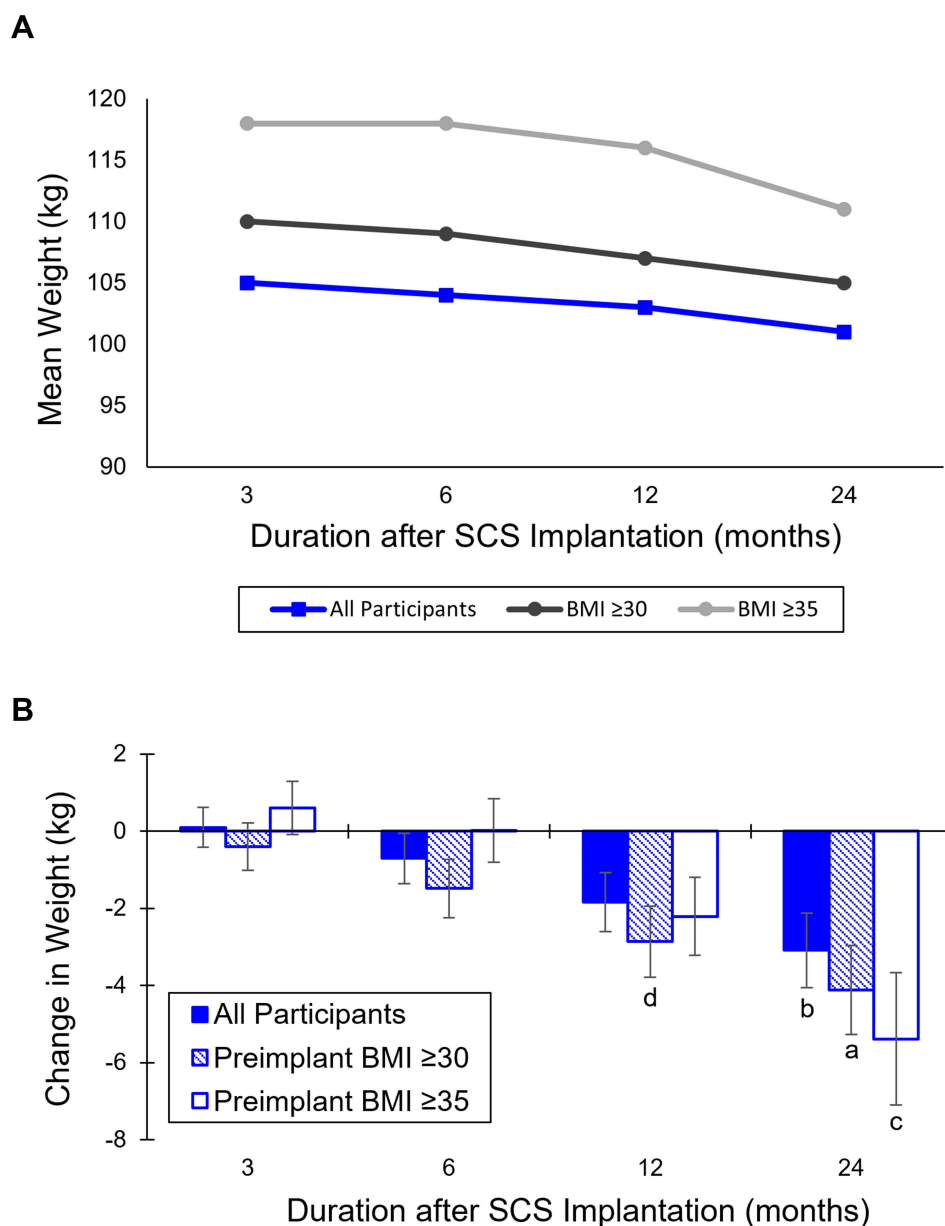 A
120
115
110
105
100
95
90
Mean Weight (kg)
3 6 12 24
Duration after SCS Implantation (months)
All Participants BMI ≥30 BMI ≥35
B
2
0
-2
-4
-6
-8
Change in Weight (kg)
d
b
a
c
All Participants
Preimplant BMI ≥30
Preimplant BMI ≥35
3 6 12 24
Duration after SCS Implantation (months)